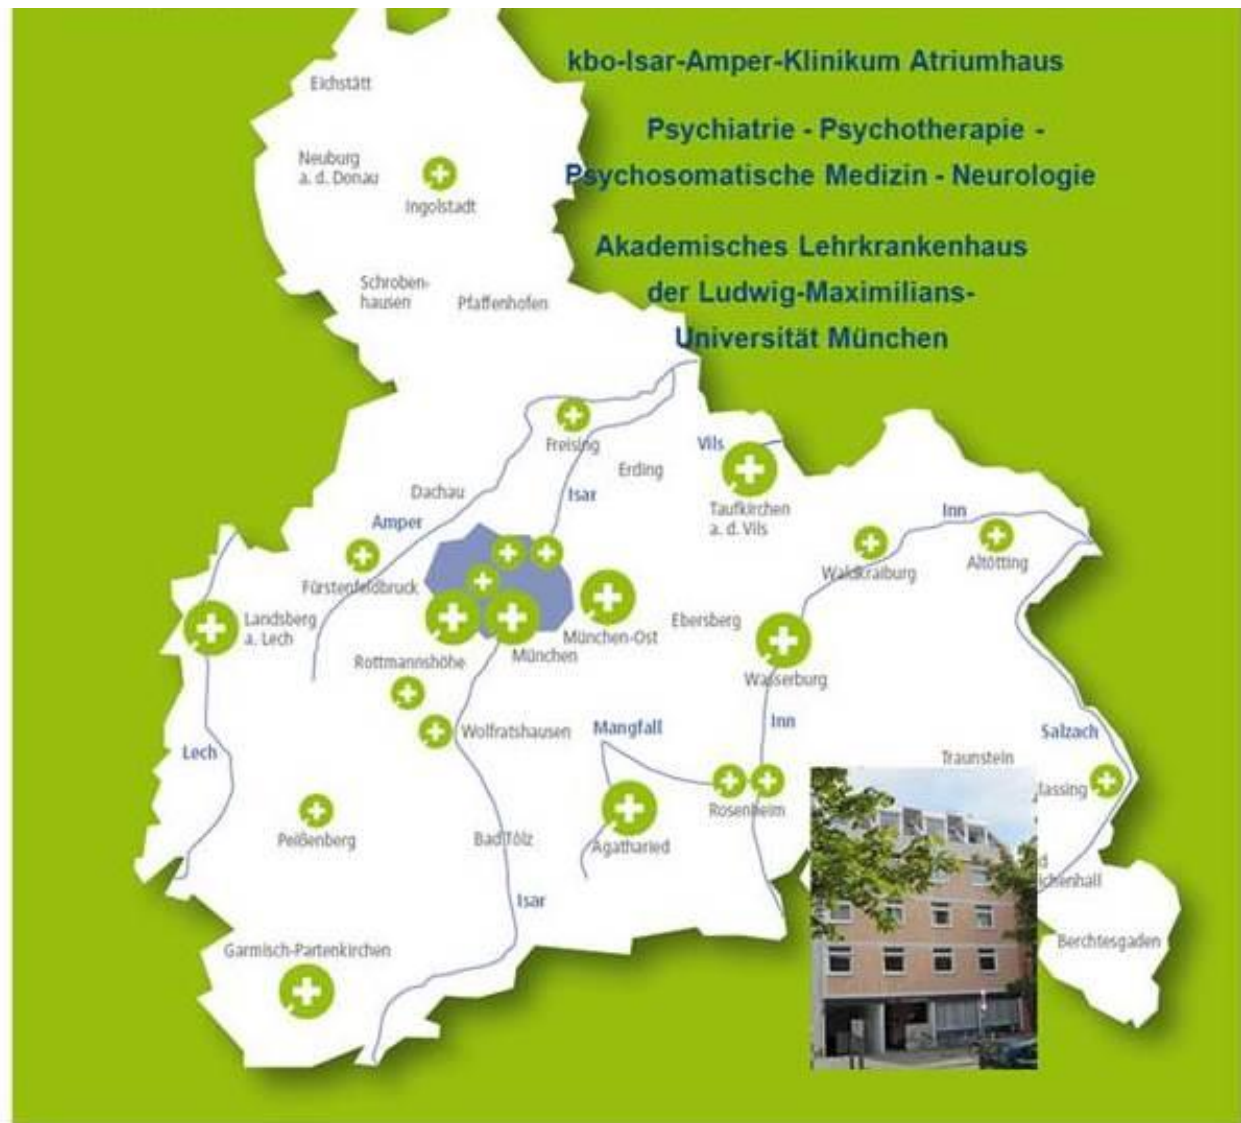 kbo-Isar-Amper-Klinikum Atriumhaus
Psychiatrie - Psychotherapie -
Psychosomatische Medizin - Neurologie
Akademisches Lehrkrankenhaus
der Ludwig-Maximilians-
Universität München
Eichstätt
Neuburg
a. d. Donau
Ingolstadt
Schroben-
hausen
Pfaffenhofen
Freising
Vils
Erding
Dachau
Isar
Taufkirchen
a. d. Vils
Amper
Inn
Altötting
Waldkraiburg
Fürstenfeldbruck
Landsberg
a. Lech
Ebersberg
München-Ost
München
Rottmannshöhe
Wasserburg
Wolfratshausen
Mangfall
Inn
Salzach
Lech
Traunstein
lassing
Rosenheim
Peißenberg
Bad Tölz
Agatharied
d
ichenhall
Isar
Garmisch-Partenkirchen
Berchtesgaden